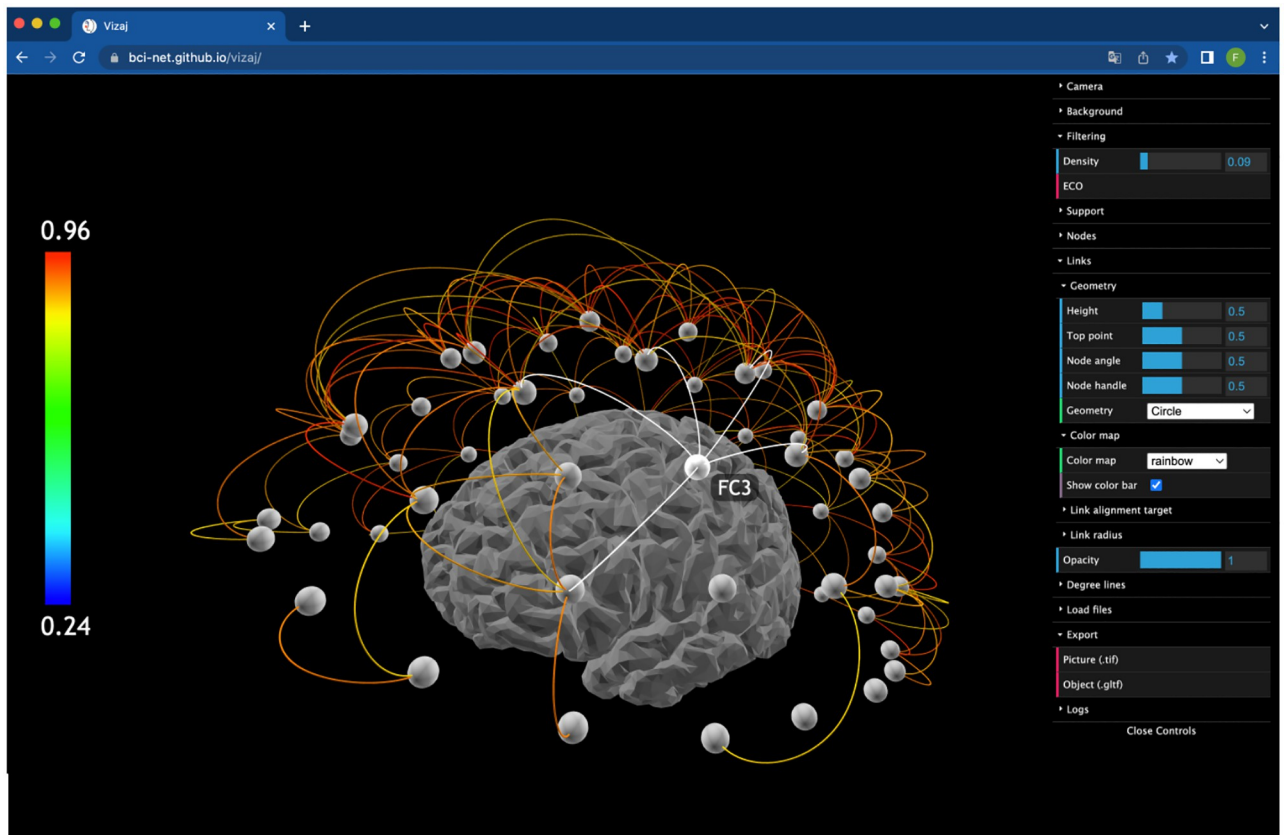 Vizaj
bci-net.github.io/vizaj/
F
Camera
Background
Filtering
Density 0.09
ECO
Support
Nodes
Links
Geometry
Height 0.5
Top point 0.5
Node angle 0.5
Node handle 0.5
Geometry Circle
Color map
Color map rainbow
Show color bar
Link alignment target
Link radius
Opacity 1
Degree lines
Load files
Export
Picture (.tif)
Object (.gltf)
Logs
Close Controls
0.96
0.24
FC3